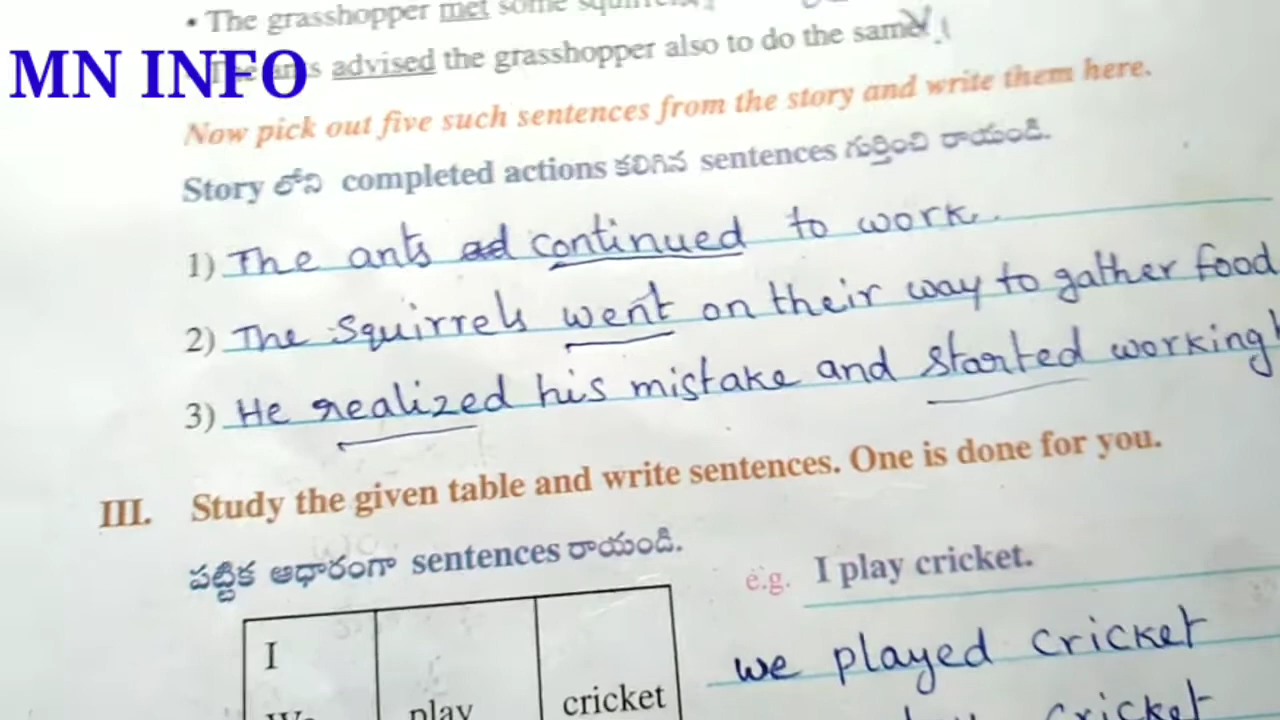 • The grasshopper met some
MN INFO
advised the grasshopper also to do the same
Now pick out five such sentences from the story and write them here.
Story లోని completed actions కలిగిన sentences గుర్తించి రాయండి.
1) The ants continued to work.
2) The squirrels went on their way to gather food
3) He realized his mistake and started working
III. Study the given table and write sentences. One is done for you.
పట్టిక ఆధారంగా sentences రాయండి.
e.g. I play cricket.
I
we played cricket
We play cricket
cricket